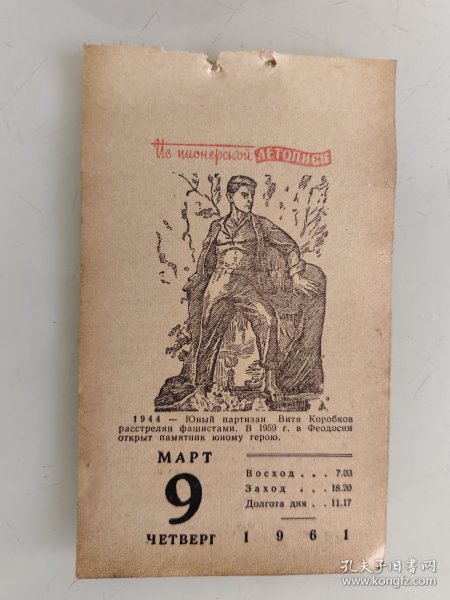 Из пионерской ЛЕТОПИСИ
1944 — Юный партизан Витя Коробков
расстрелян фашистами. В 1959 г. в Феодосии
открыт памятник юному герою.
МАРТ
9
ЧЕТВЕРГ
Восход . . . 7.03
Заход . . . 18.20
Долгота дня . . 11.17
1 9 6 1
孔夫子旧书网
www.kongfz.com